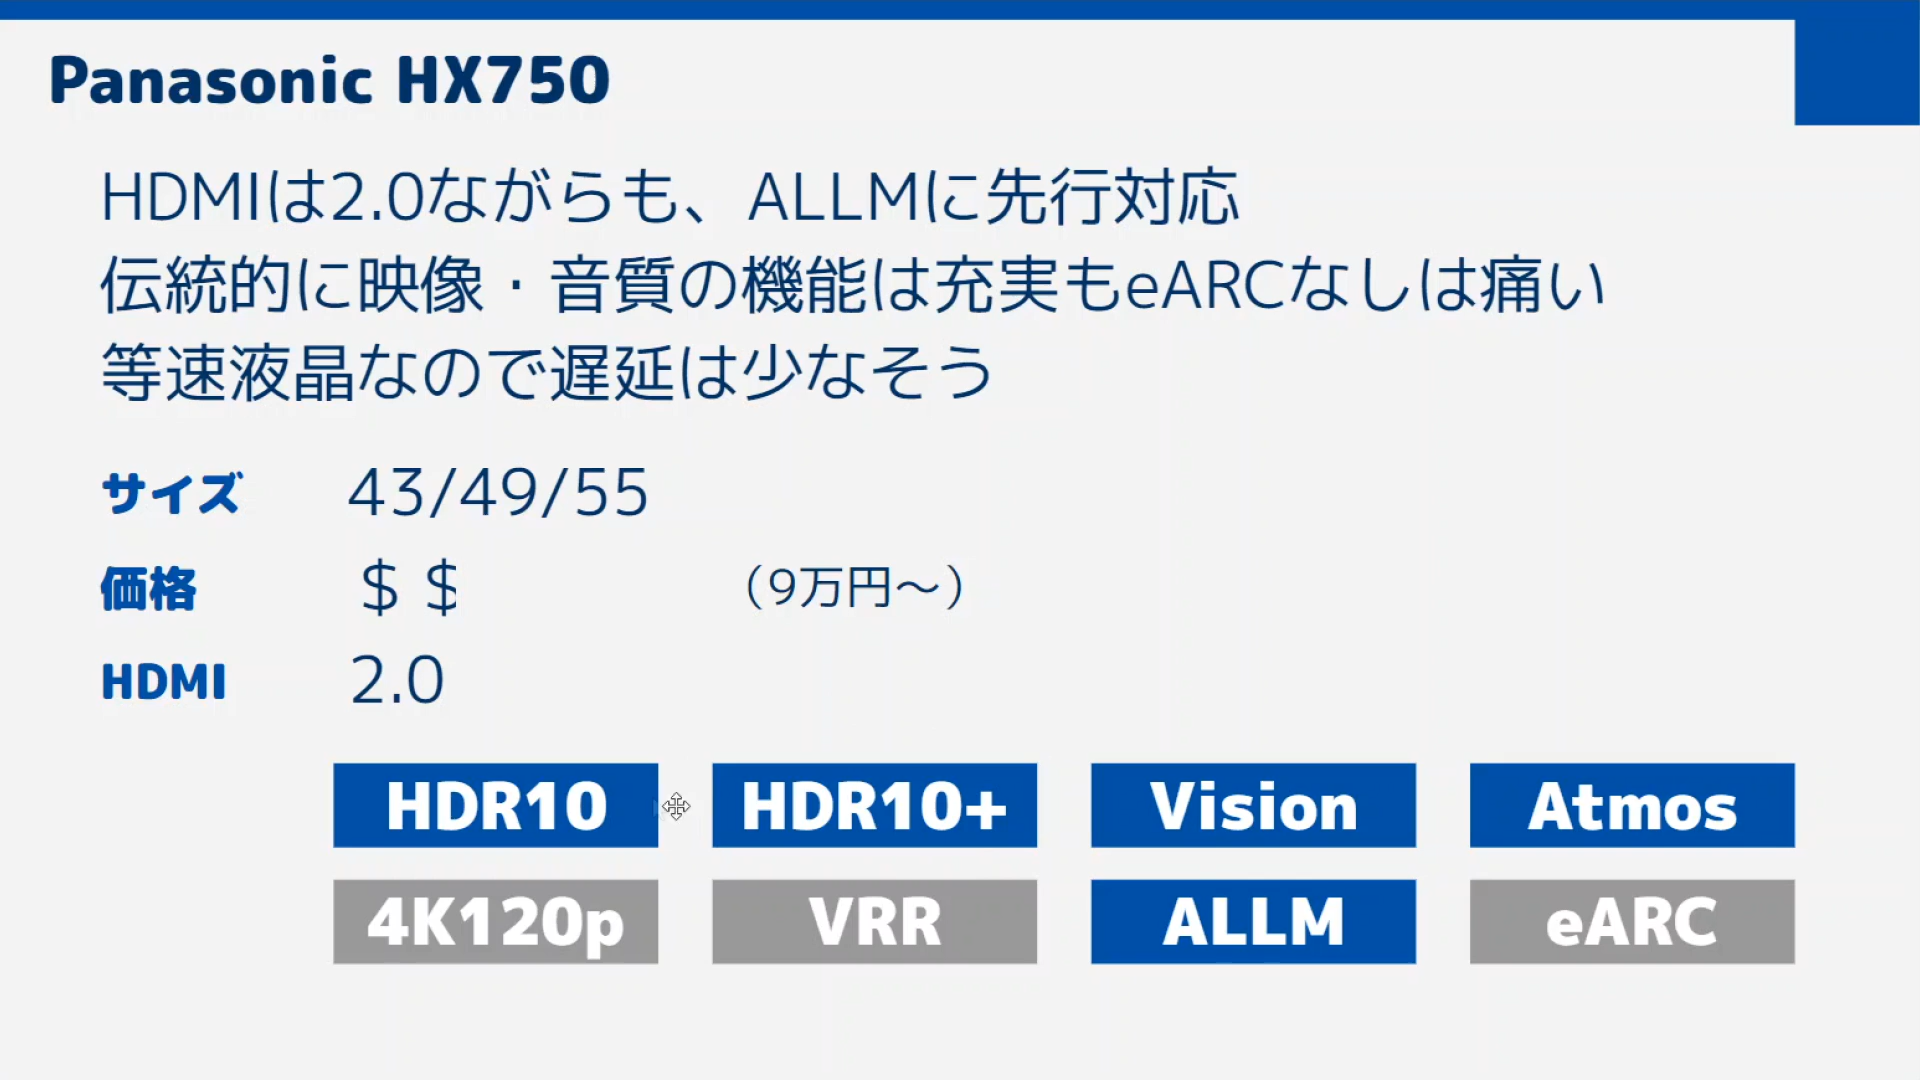 Panasonic HX750
HDMIは2.0ながらも、ALLMに先行対応
伝統的に映像・音質の機能は充実もeARCなしは痛い
等速液晶なので遅延は少なそう
サイズ 43/49/55
価格 $ $ （9万円～）
HDMI 2.0
HDR10 HDR10+ Vision Atmos
4K120p VRR ALLM eARC